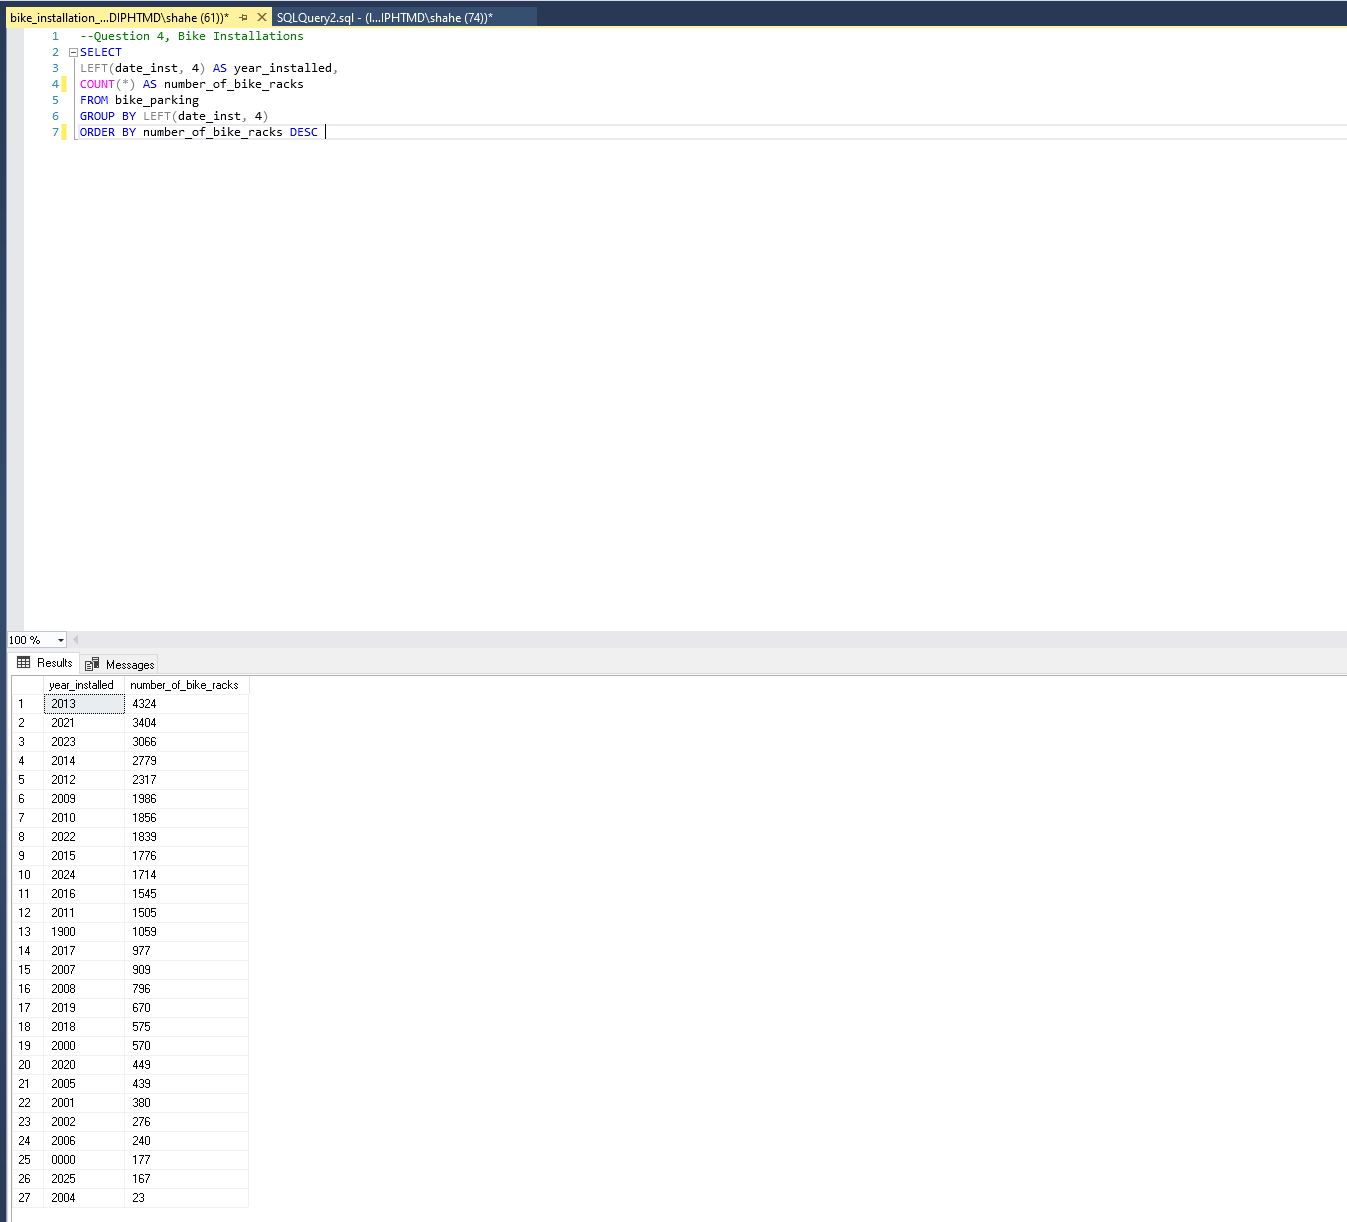 bike_installation_...DIPHTMD\shahe (61))* SQLQuery2.sql - (l...IPHTMD\shahe (74))*
1 --Question 4, Bike Installations
2 SELECT
3 LEFT(date_inst, 4) AS year_installed,
4 COUNT(*) AS number_of_bike_racks
5 FROM bike_parking
6 GROUP BY LEFT(date_inst, 4)
7 ORDER BY number_of_bike_racks DESC
100 %
Results Messages
year_installed number_of_bike_racks
1 2013 4324
2 2021 3404
3 2023 3066
4 2014 2779
5 2012 2317
6 2009 1986
7 2010 1856
8 2022 1839
9 2015 1776
10 2024 1714
11 2016 1545
12 2011 1505
13 1900 1059
14 2017 977
15 2007 909
16 2008 796
17 2019 670
18 2018 575
19 2000 570
20 2020 449
21 2005 439
22 2001 380
23 2002 276
24 2006 240
25 0000 177
26 2025 167
27 2004 23